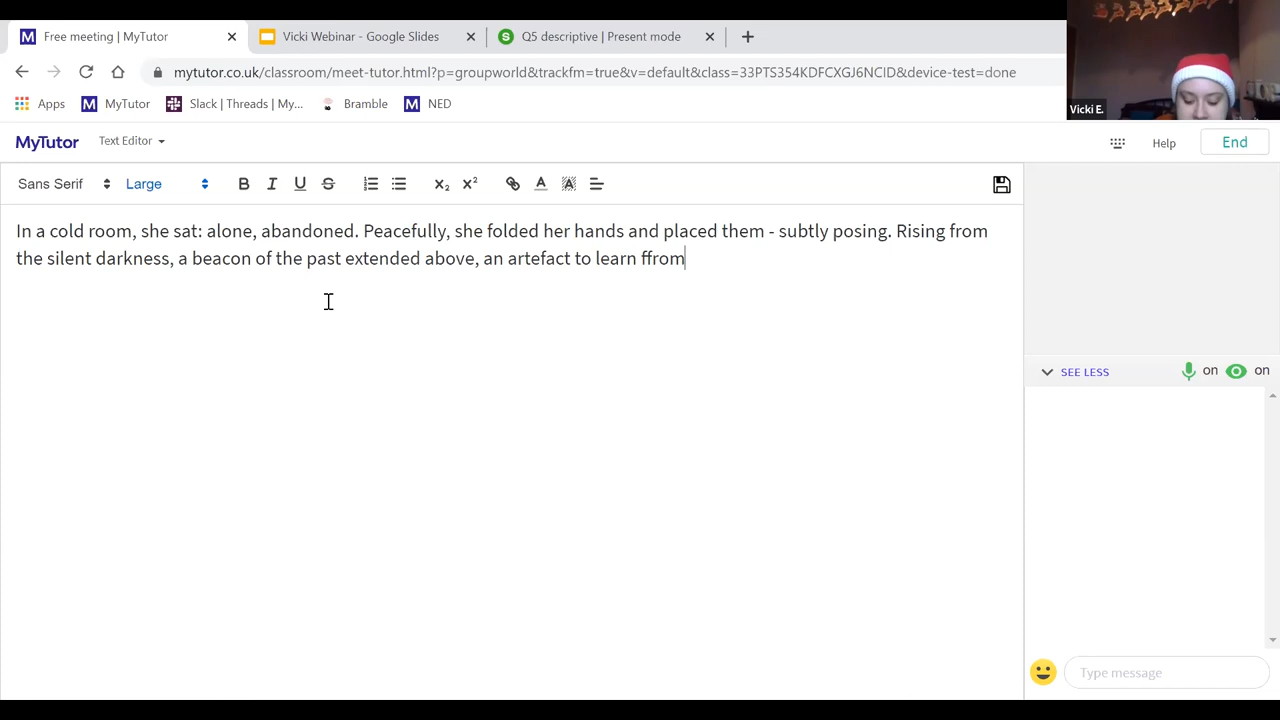 M Free meeting | MyTutor
Vicki Webinar - Google Slides
S Q5 descriptive | Present mode
mytutor.co.uk/classroom/meet-tutor.html?p=groupworld&trackfm=true&v=default&class=33PTS354KDFCXGJ6NCID&device-test=done
Apps M MyTutor Slack | Threads | My... Bramble M NED
Vicki E.
MyTutor Text Editor Help End
Sans Serif Large B I U S X₂ X² A A
In a cold room, she sat: alone, abandoned. Peacefully, she folded her hands and placed them - subtly posing. Rising from
the silent darkness, a beacon of the past extended above, an artefact to learn ffrom
SEE LESS on on
Type message